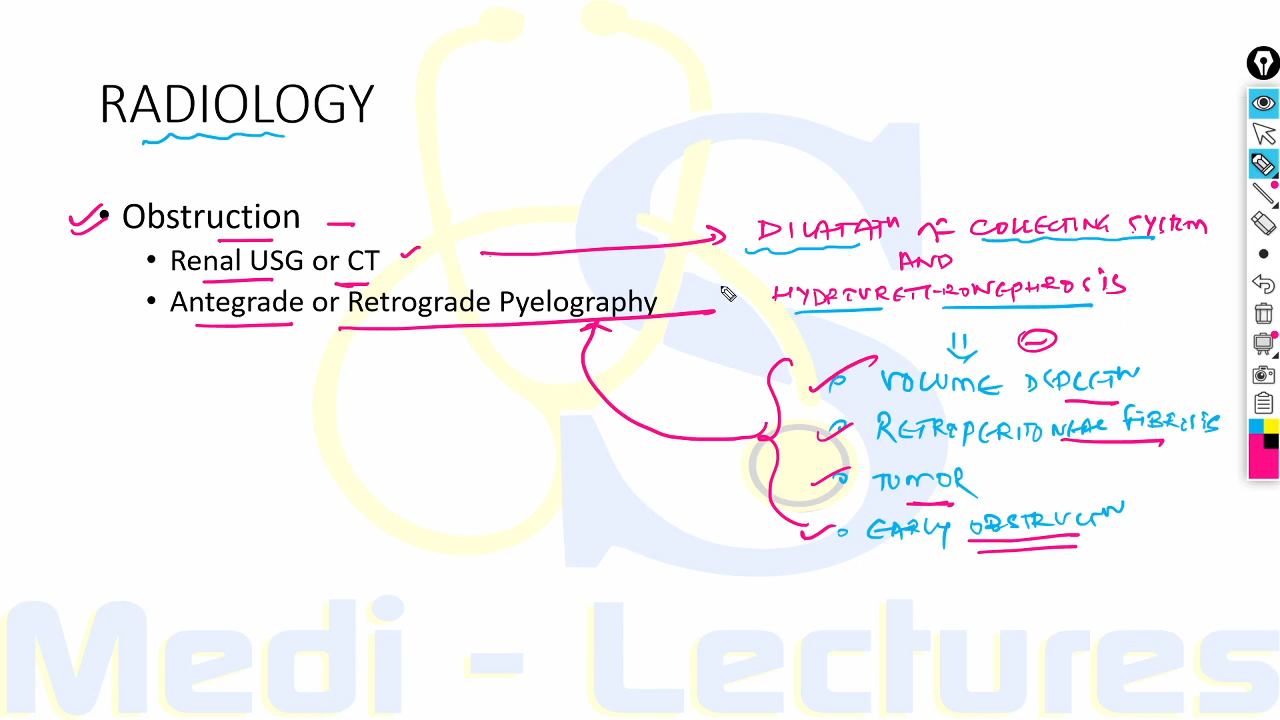 RADIOLOGY
• Obstruction
• Renal USG or CT
• Antegrade or Retrograde Pyelography
DILATATN of COLLECTING SYSTEM
AND
HYDROURETERONEPHROSIS
VOLUME DEPLETN
RETROPERITONEAL FIBROSIS
TUMOR
EARLY OBSTRUCTN
Medi - Lectures